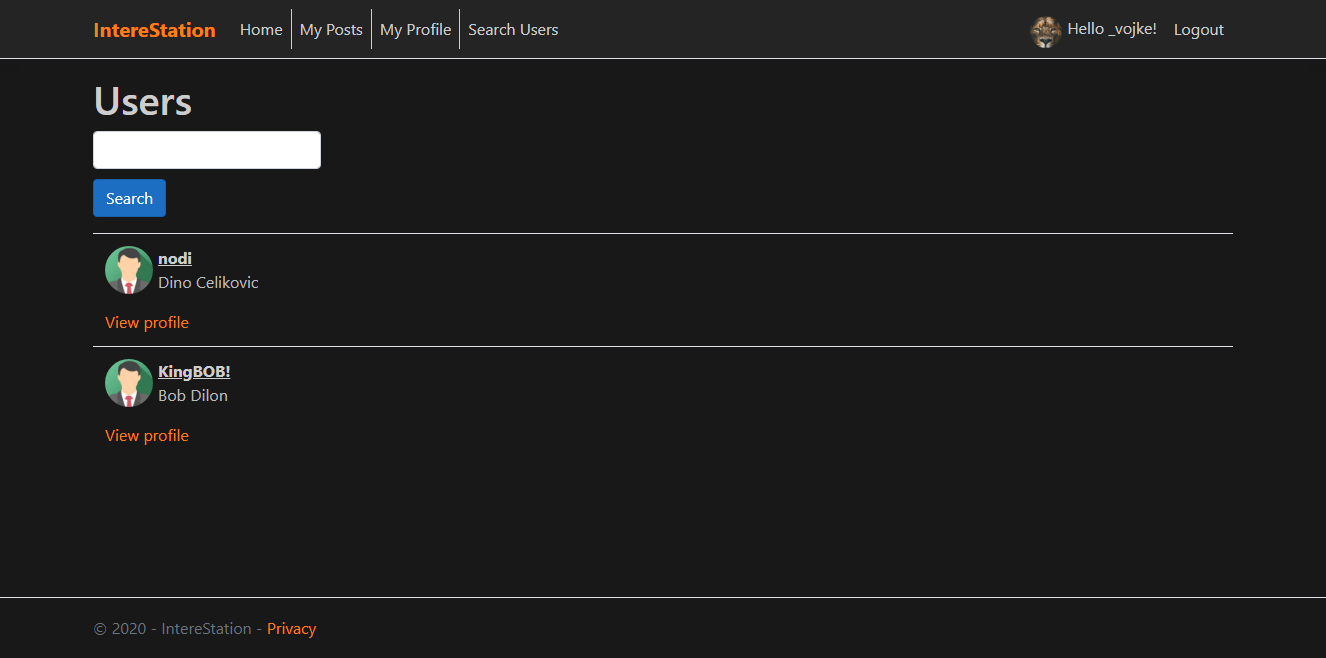 IntereStation Home My Posts My Profile Search Users Hello _vojke! Logout
Users
Search
nodi
Dino Celikovic
View profile
KingBOB!
Bob Dilon
View profile
© 2020 - IntereStation - Privacy